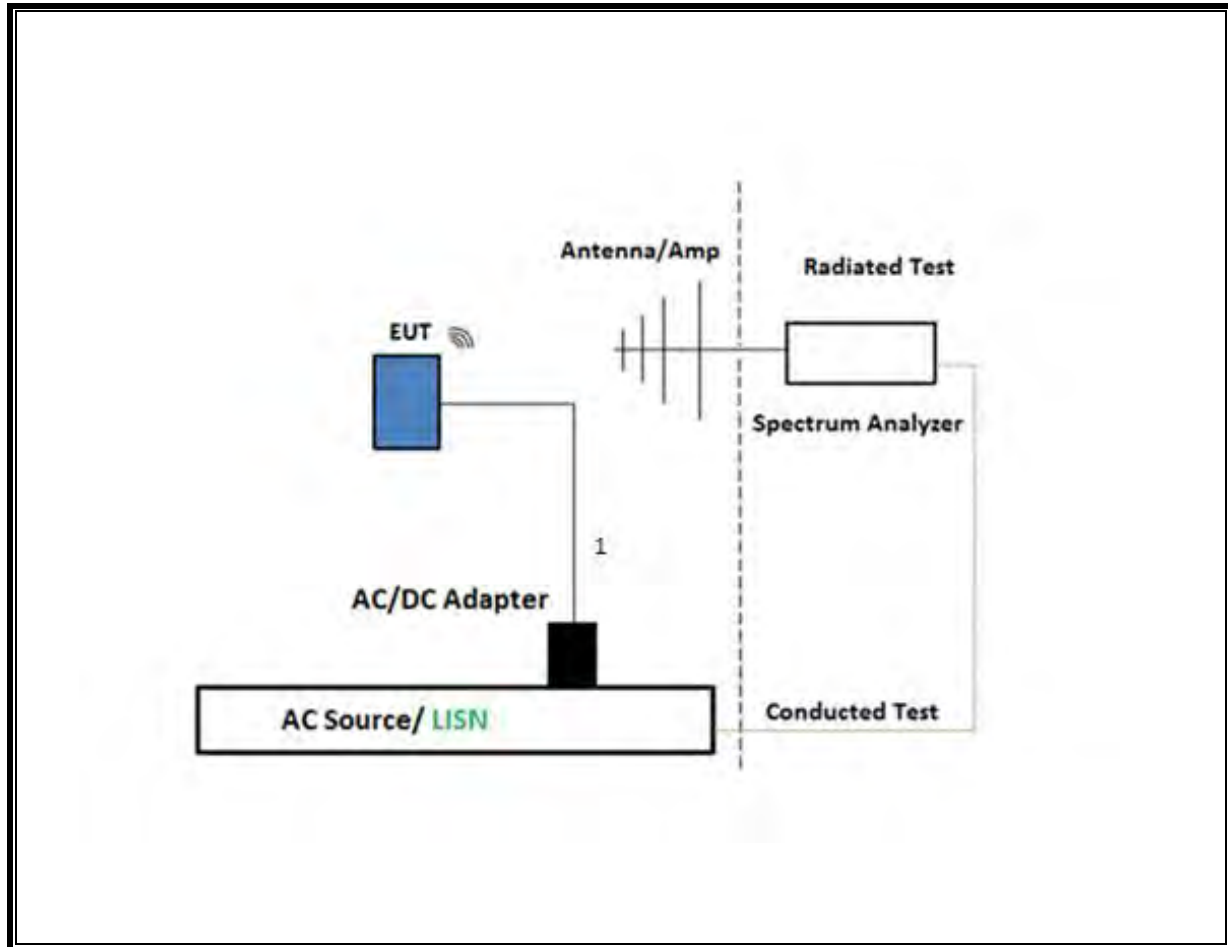 Antenna/Amp
Radiated Test
EUT
Spectrum Analyzer
1
AC/DC Adapter
AC Source/ LISN
Conducted Test